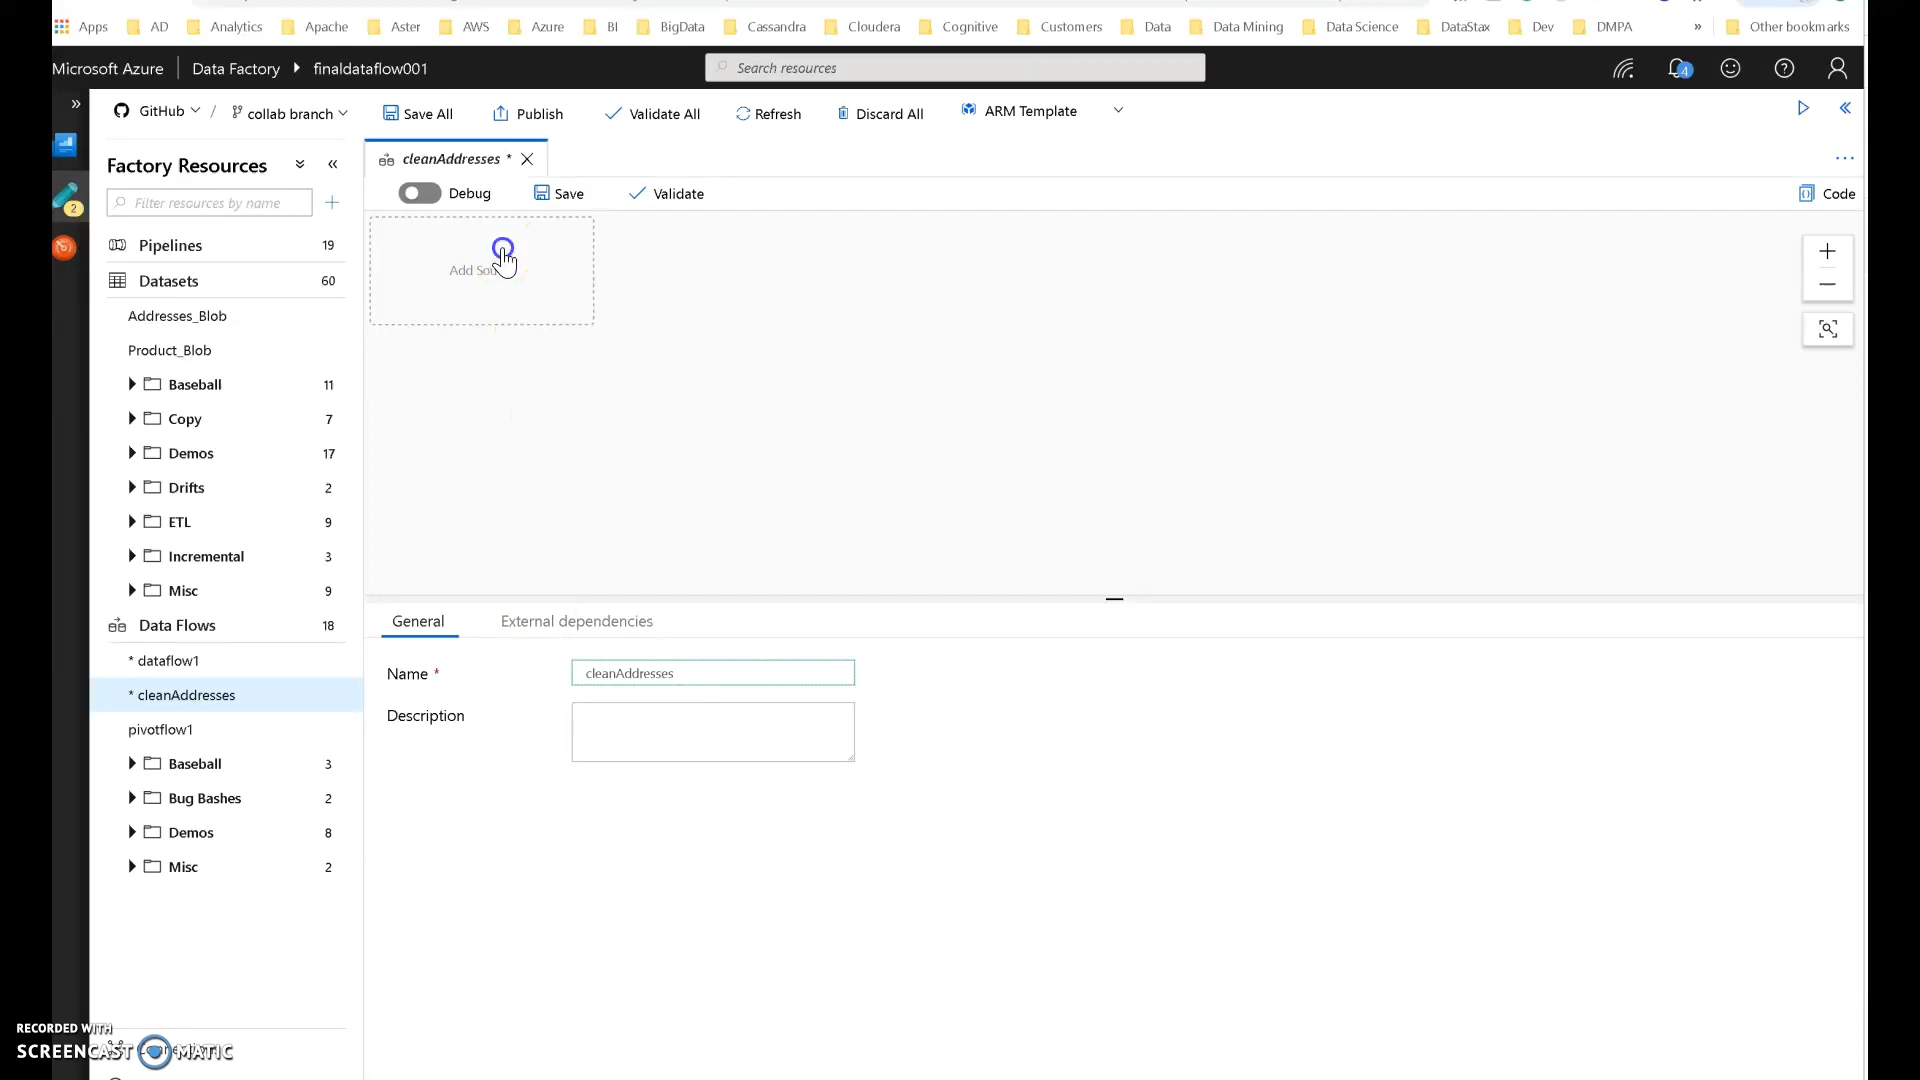 Apps AD Analytics Apache Aster AWS Azure BI BigData Cassandra Cloudera Cognitive Customers Data Data Mining Data Science DataStax Dev DMPA » Other bookmarks
Microsoft Azure Data Factory finaldataflow001 Search resources 4
» GitHub / collab branch Save All Publish Validate All Refresh Discard All ARM Template
Factory Resources
cleanAddresses *
Filter resources by name
Debug Save Validate Code
2
Pipelines 19
Datasets 60
Addresses_Blob
Product_Blob
Baseball 11
Copy 7
Demos 17
Drifts 2
ETL 9
Incremental 3
Misc 9
Data Flows 18
* dataflow1
* cleanAddresses
pivotflow1
Baseball 3
Bug Bashes 2
Demos 8
Misc 2
Add Sou
General External dependencies
Name * cleanAddresses
Description
RECORDED WITH
SCREENCAST MATIC